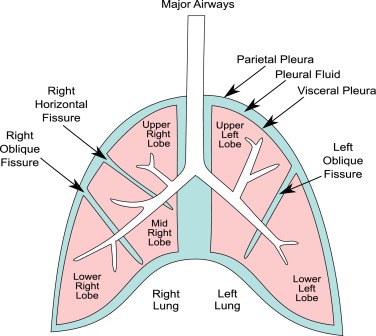 Major Airways
Parietal Pleura
Pleural Fluid
Visceral Pleura
Right
Horizontal
Fissure
Right
Oblique
Fissure
Upper
Right
Lobe
Upper
Left
Lobe
Left
Oblique
Fissure
Mid
Right
Lobe
Lower
Right
Lobe
Lower
Left
Lobe
Right
Lung
Left
Lung